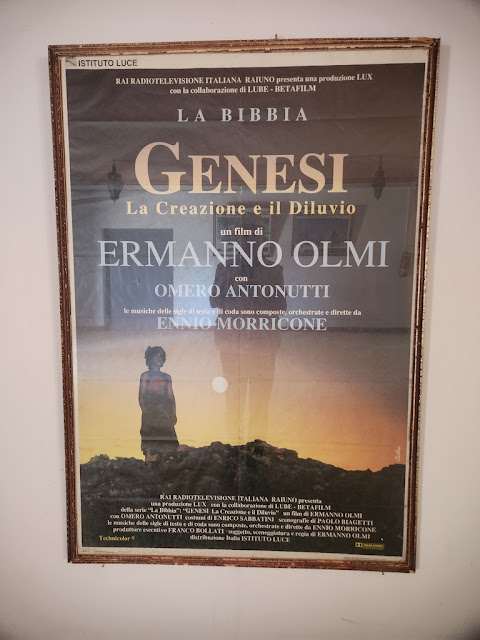 ISTITUTO LUCE
RAI RADIOTELEVISIONE ITALIANA RAIUNO presenta una produzione LUX
con la collaborazione di LUBE - BETAFILM
LA BIBBIA
GENESI
La Creazione e il Diluvio
un film di
ERMANNO OLMI
con
OMERO ANTONUTTI
le musiche delle sigle di testa e di coda sono composte, orchestrate e dirette da
ENNIO MORRICONE
RAI RADIOTELEVISIONE ITALIANA RAIUNO presenta
una produzione LUX con la collaborazione di LUBE - BETAFILM
della serie "La Bibbia": "GENESI La Creazione e il Diluvio" un film di ERMANNO OLMI
con OMERO ANTONUTTI costumi di ENRICO SABBATINI scenografie di PAOLO BIAGETTI
le musiche delle sigle di testa e di coda sono composte, orchestrate e dirette da ENNIO MORRICONE
produttore esecutivo FRANCO BOLLATI soggetto, sceneggiatura e regia di ERMANNO OLMI
Technicolor ® distribuzione Italia ISTITUTO LUCE